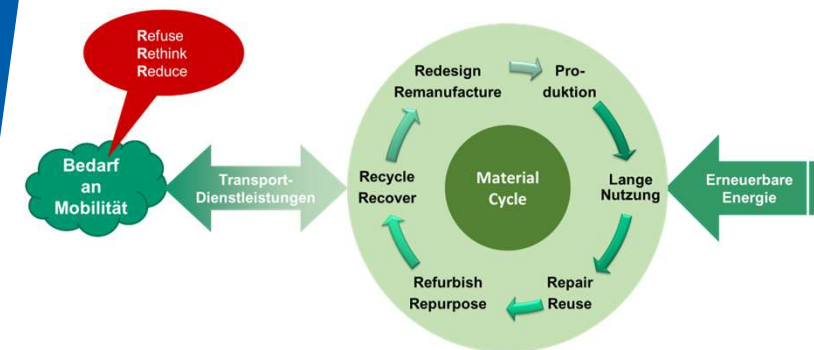 Refuse
Rethink
Reduce
Bedarf
an
Mobilität
Transport-
Dienstleistungen
Redesign
Remanufacture
Pro-
duktion
Recycle
Recover
Material
Cycle
Lange
Nutzung
Refurbish
Repurpose
Repair
Reuse
Erneuerbare
Energie